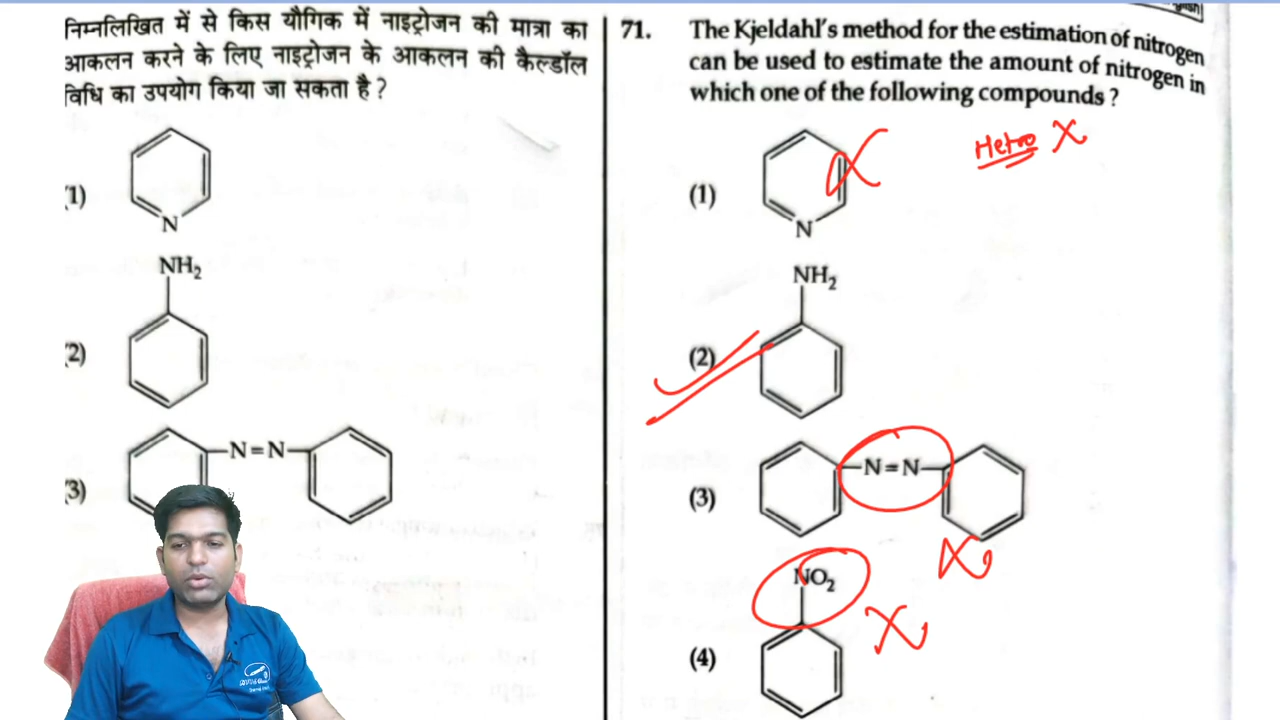 निम्नलिखित में से किस यौगिक में नाइट्रोजन की मात्रा का
आकलन करने के लिए नाइट्रोजन के आकलन की कैल्डॉल
विधि का उपयोग किया जा सकता है ?
1)
N
NH₂
2)
N=N
3)
71. The Kjeldahl's method for the estimation of nitrogen
can be used to estimate the amount of nitrogen in
which one of the following compounds ?
Hetro X
(1)
N
NH₂
(2)
N=N
(3)
NO₂
(4)